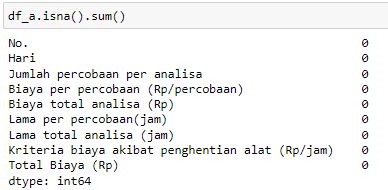 df_a.isna().sum()
No. 0
Hari 0
Jumlah percobaan per analisa 0
Biaya per percobaan (Rp/percobaan) 0
Biaya total analisa (Rp) 0
Lama per percobaan(jam) 0
Lama total analisa (jam) 0
Kriteria biaya akibat penghentian alat (Rp/jam) 0
Total Biaya (Rp) 0
dtype: int64